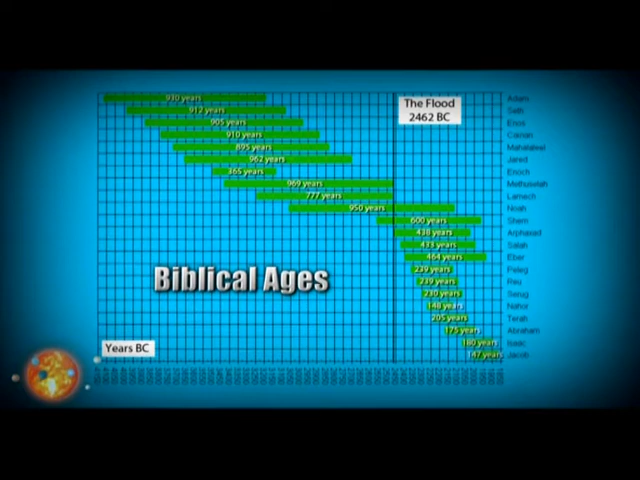 The Flood
2462 BC
930 years Adam
912 years Seth
905 years Enos
910 years Cainan
895 years Mahalaleel
962 years Jared
365 years Enoch
969 years Methuselah
777 years Lamech
950 years Noah
600 years Shem
438 years Arphaxad
433 years Salah
464 years Eber
239 years Peleg
239 years Reu
230 years Serug
148 years Nahor
205 years Terah
175 years Abraham
180 years Isaac
147 years Jacob
Biblical Ages
Years BC